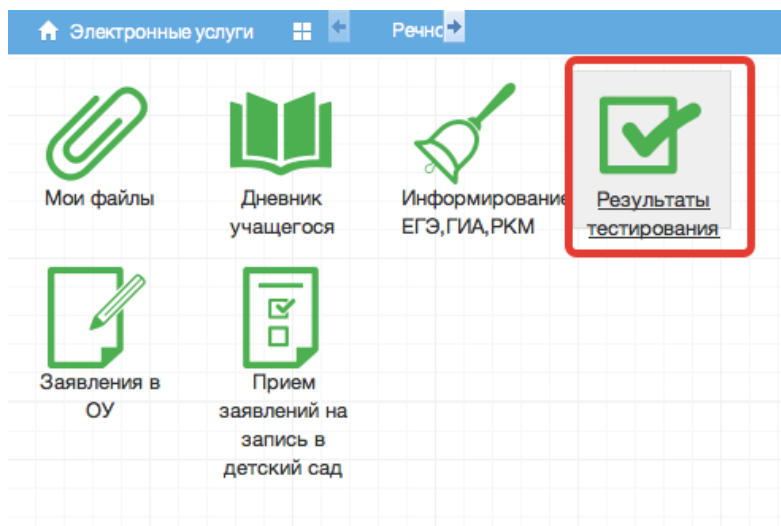 Электронные услуги
Речно
Мои файлы
Дневник
учащегося
Информирование
ЕГЭ,ГИА,РКМ
Результаты
тестирования
Заявления в
ОУ
Прием
заявлений на
запись в
детский сад